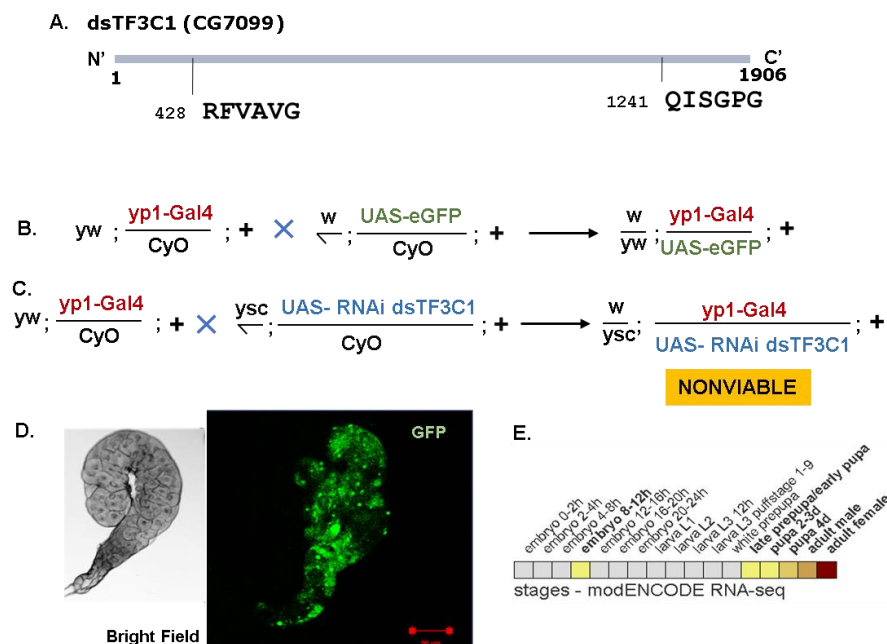 A. dsTF3C1 (CG7099)
N' C'
1 1906
428 RFVAVG
1241 QISGPG
B. yw ; yp1-Gal4 / CyO ; + × w ; UAS-eGFP / CyO ; + → w / yw ; yp1-Gal4 / UAS-eGFP ; +
C. yw ; yp1-Gal4 / CyO ; + × ysc ; UAS- RNAi dsTF3C1 / CyO ; + → w / ysc ; yp1-Gal4 / UAS- RNAi dsTF3C1 ; +
NONVIABLE
D.
GFP
Bright Field
E.
embryo 0-2h
embryo 2-4h
embryo 4-8h
embryo 8-12h
embryo 12-16h
embryo 16-20h
embryo 20-24h
larva L1
larva L2
larva L3 12h
larva L3 puffstage 1-9
white prepupa
late prepupa/early pupa
pupa 2-3d
pupa 4d
adult male
adult female
stages - modENCODE RNA-seq